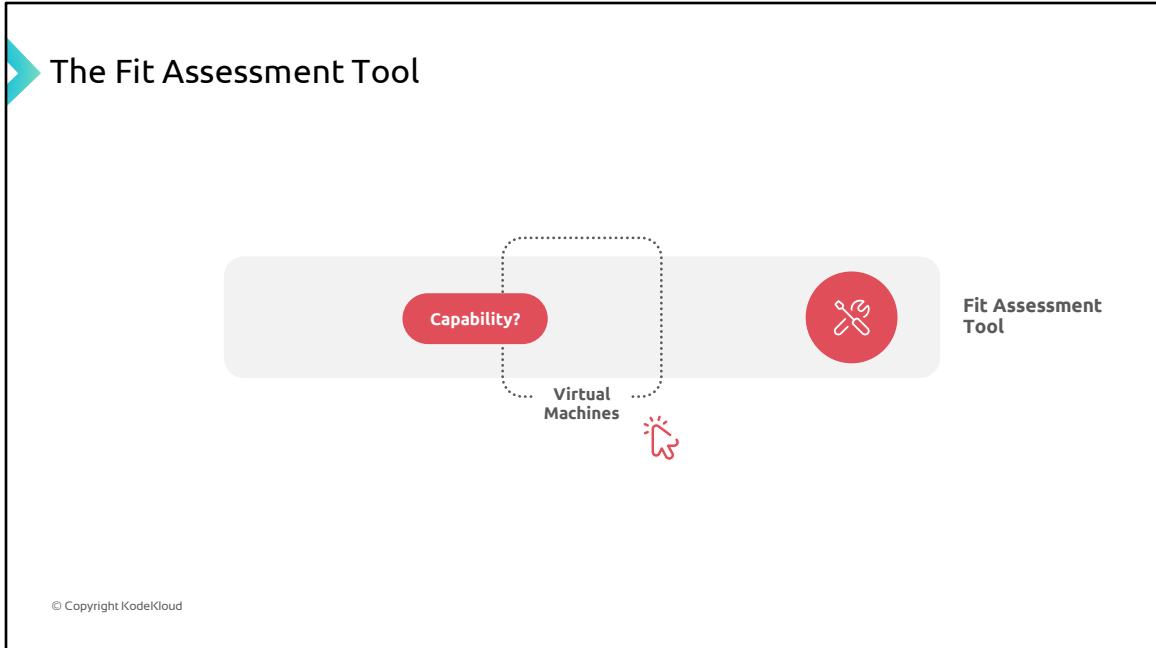 The Fit Assessment Tool
Capability?
Fit Assessment
Tool
Virtual
Machines
© Copyright KodeKloud